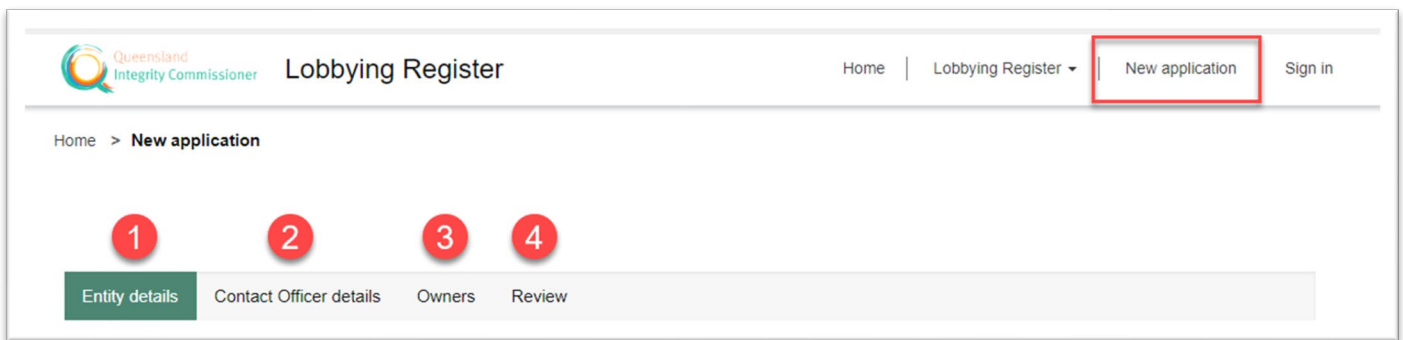 Queensland
Integrity Commissioner
Lobbying Register
Home
Lobbying Register
New application
Sign in
Home > New application
1
2
3
4
Entity details
Contact Officer details
Owners
Review